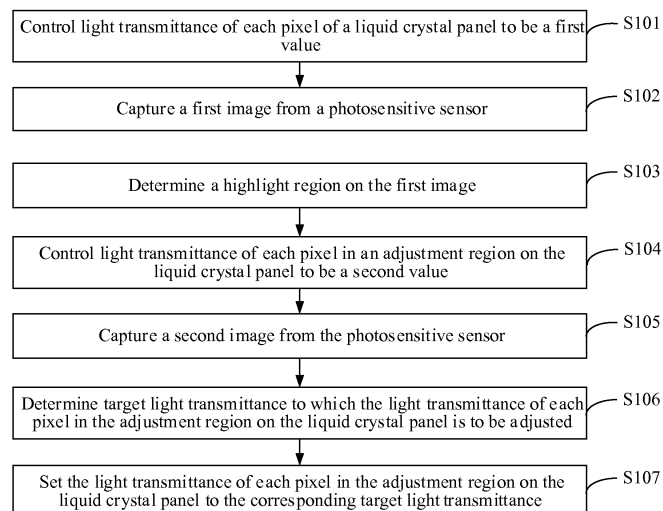 Control light transmittance of each pixel of a liquid crystal panel to be a first
value
S101
Capture a first image from a photosensitive sensor
S102
Determine a highlight region on the first image
S103
Control light transmittance of each pixel in an adjustment region on the
liquid crystal panel to be a second value
S104
Capture a second image from the photosensitive sensor
S105
Determine target light transmittance to which the light transmittance of each
pixel in the adjustment region on the liquid crystal panel is to be adjusted
S106
Set the light transmittance of each pixel in the adjustment region on the
liquid crystal panel to the corresponding target light transmittance
S107